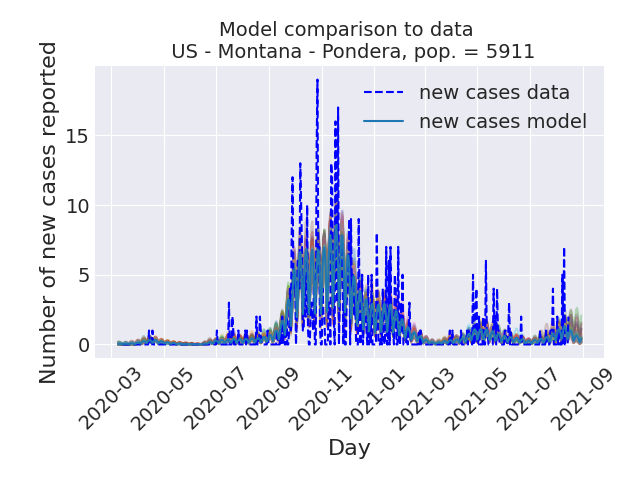 Model comparison to data
US - Montana - Pondera, pop. = 5911
new cases data
new cases model
Number of new cases reported
15
10
5
0
2020-03
2020-05
2020-07
2020-09
2020-11
2021-01
2021-03
2021-05
2021-07
2021-09
Day